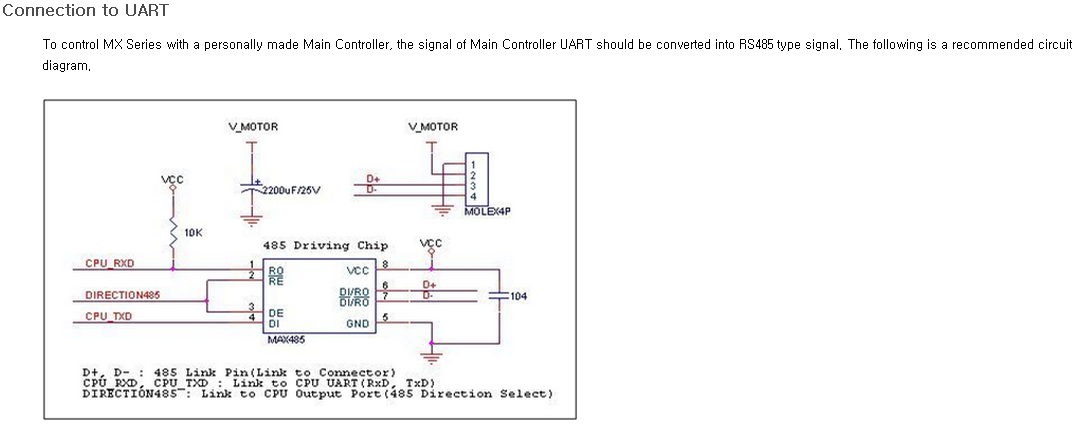 Connection to UART
To control MX Series with a personally made Main Controller, the signal of Main Controller UART should be converted into RS485 type signal. The following is a recommended circuit
diagram.
V_MOTOR
V_MOTOR
VCC
2200uF/25V
D+
D-
1
2
3
4
MOLEX4P
10K
485 Driving Chip
VCC
CPU_RXD
1
2
RO
RE
VCC
8
DIRECTION485
DI/RO
DI/RO
6
7
D+
D-
104
CPU_TXD
3
4
DE
DI
GND
5
MAX485
D+, D- : 485 Link Pin(Link to Connector)
CPU_RXD, CPU_TXD : Link to CPU UART(RxD, TxD)
DIRECTION485 : Link to CPU Output Port(485 Direction Select)